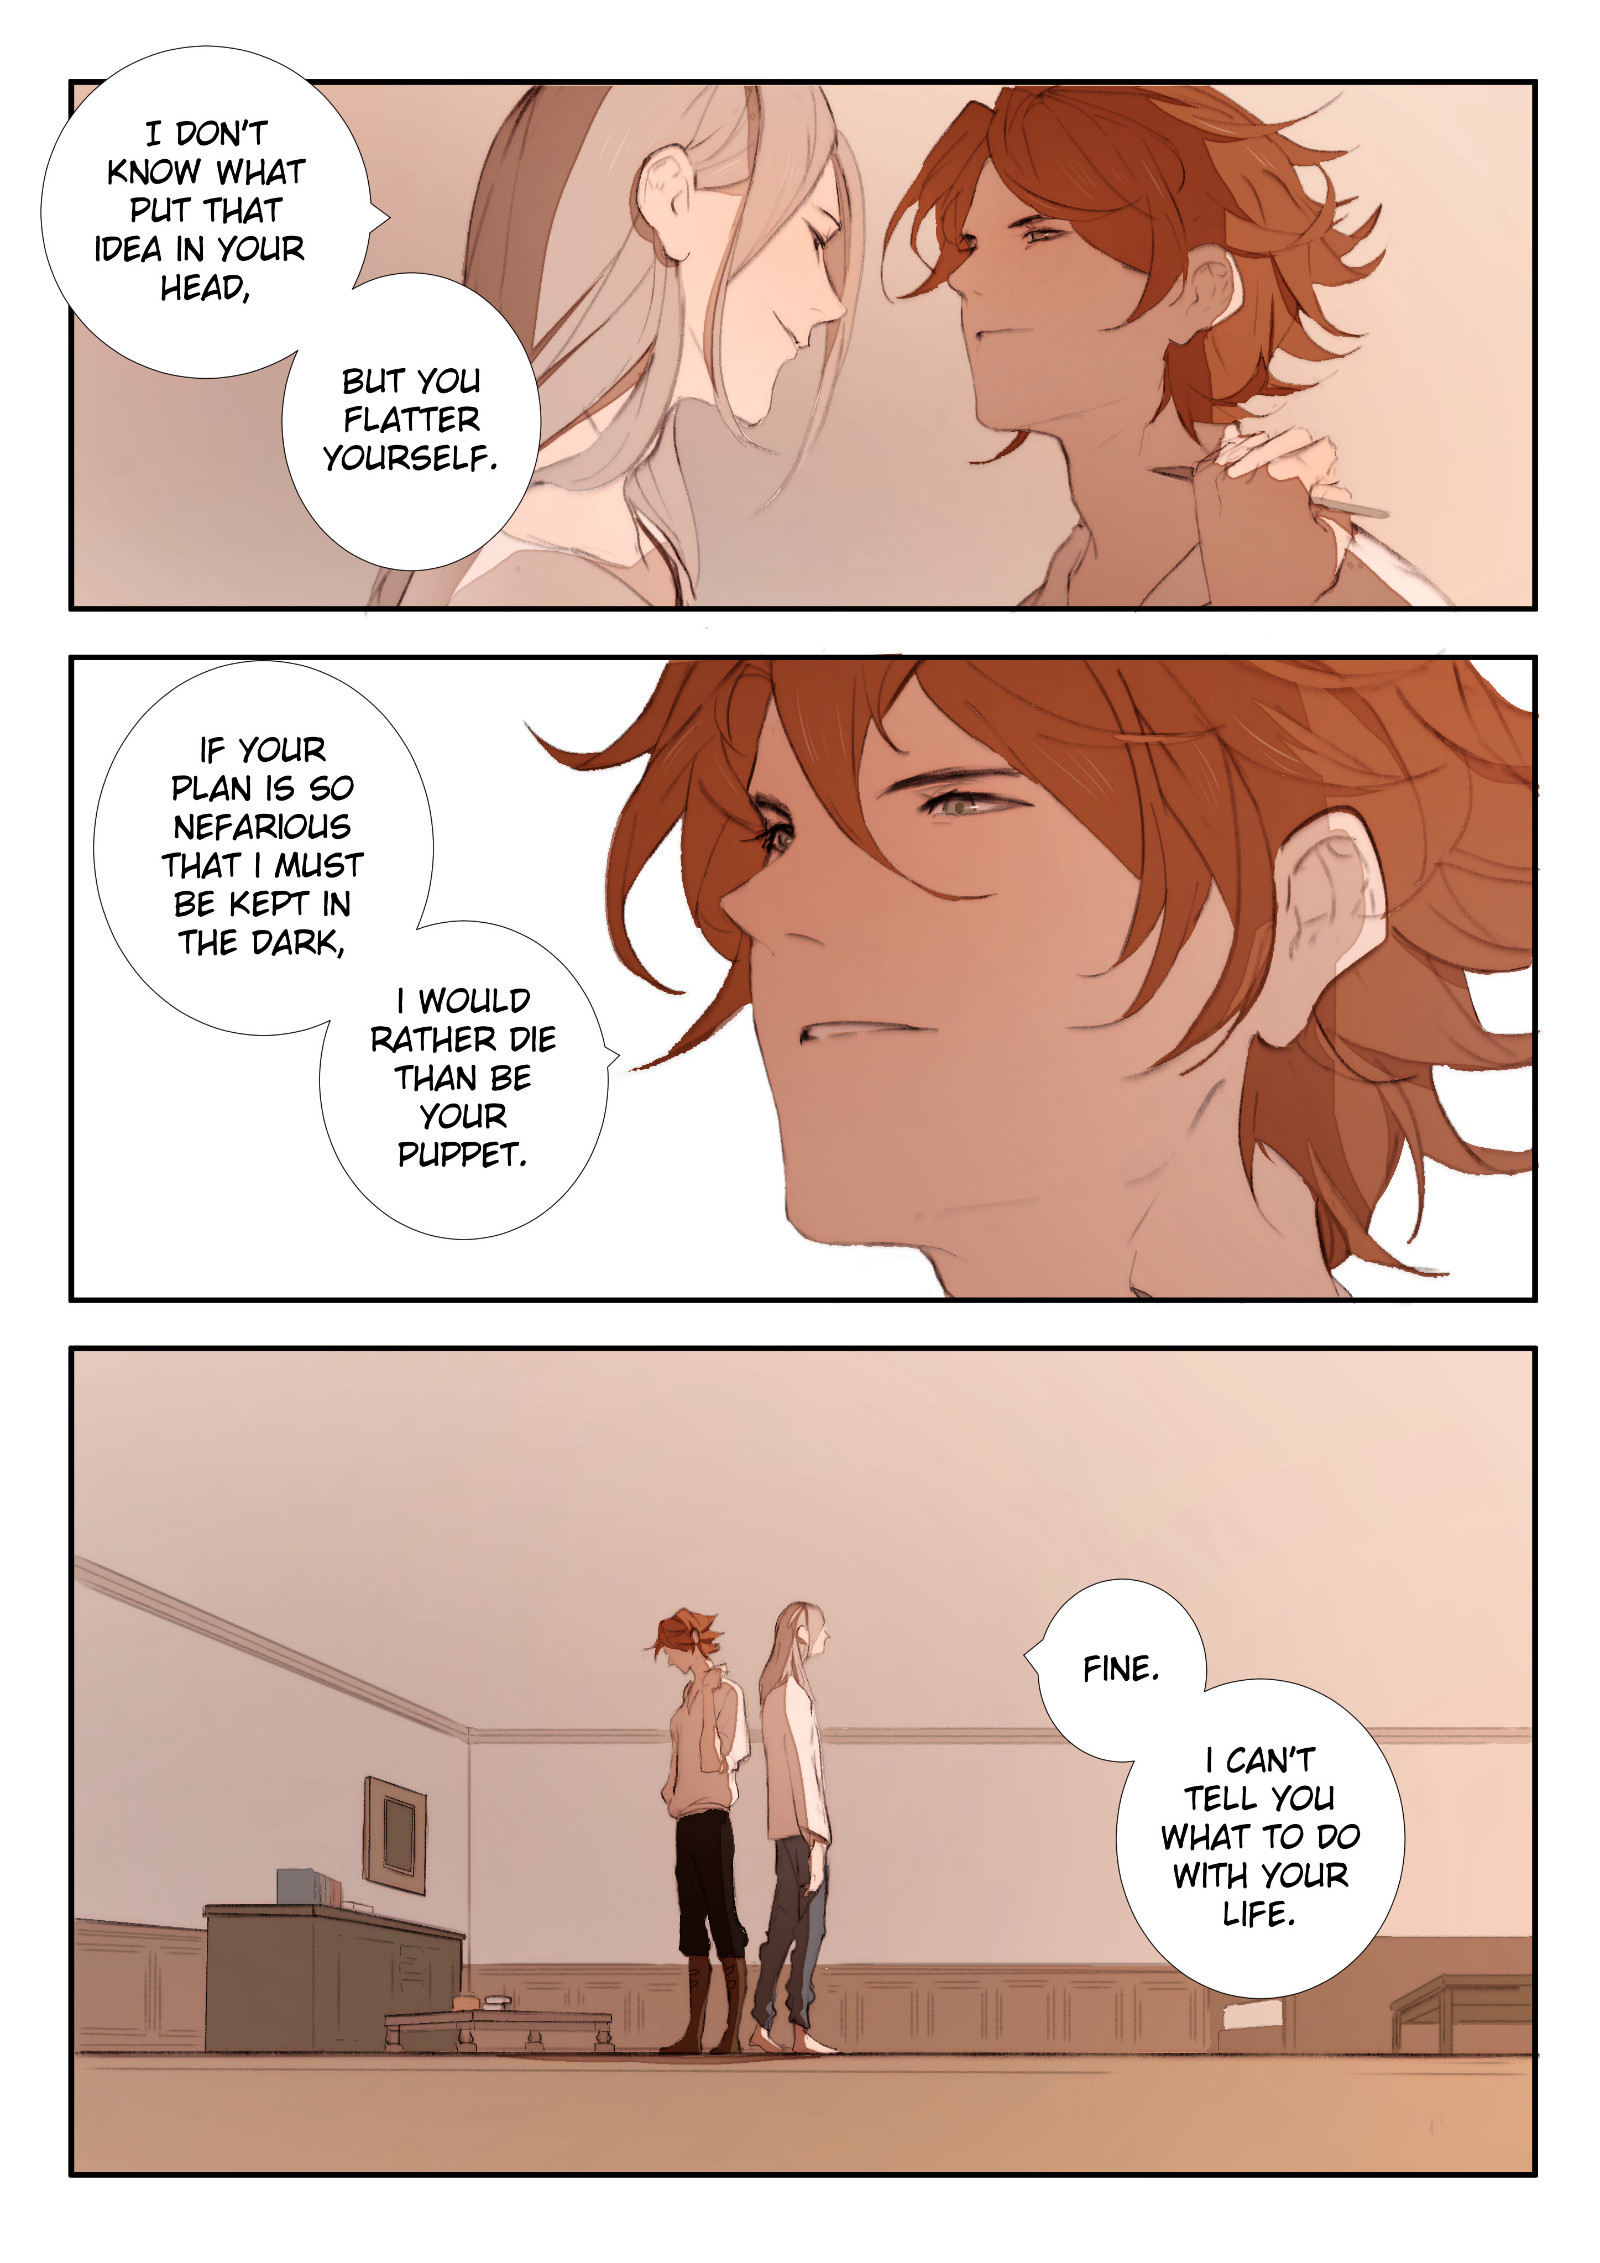 I DON'T
KNOW WHAT
PUT THAT
IDEA IN YOUR
HEAD,
BUT YOU
FLATTER
YOURSELF.
IF YOUR
PLAN IS SO
NEFARIOUS
THAT I MUST
BE KEPT IN
THE DARK,
I WOULD
RATHER DIE
THAN BE
YOUR
PUPPET.
FINE.
I CAN'T
TELL YOU
WHAT TO DO
WITH YOUR
LIFE.